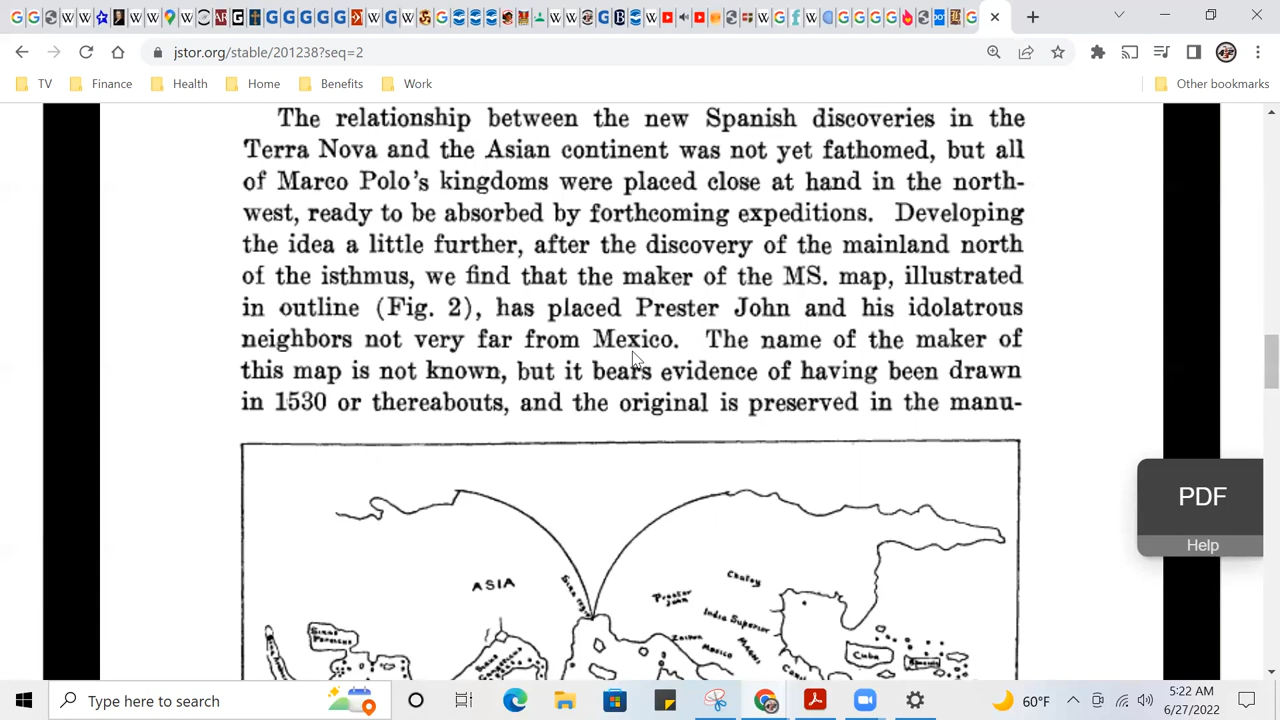 jstor.org/stable/201238?seq=2
TV Finance Health Home Benefits Work Other bookmarks
The relationship between the new Spanish discoveries in the
Terra Nova and the Asian continent was not yet fathomed, but all
of Marco Polo's kingdoms were placed close at hand in the north-
west, ready to be absorbed by forthcoming expeditions. Developing
the idea a little further, after the discovery of the mainland north
of the isthmus, we find that the maker of the MS. map, illustrated
in outline (Fig. 2), has placed Prester John and his idolatrous
neighbors not very far from Mexico. The name of the maker of
this map is not known, but it bears evidence of having been drawn
in 1530 or thereabouts, and the original is preserved in the manu-
PDF
Help
ASIA
Chatay
Prester
John
India Superior
Zaiton
Mexico
Mangi
Cuba
Type here to search
60°F
5:22 AM
6/27/2022